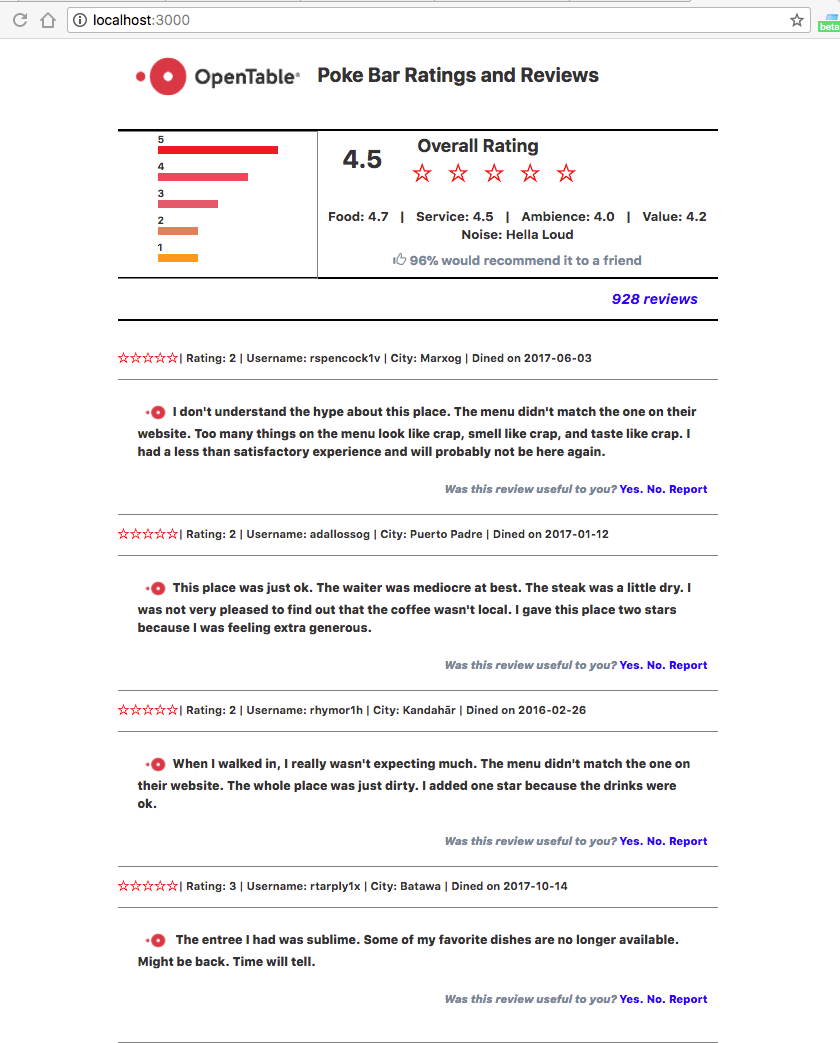 localhost:3000
beta
OpenTable® Poke Bar Ratings and Reviews
5
4
3
2
1
4.5
Overall Rating
☆ ☆ ☆ ☆ ☆
Food: 4.7 | Service: 4.5 | Ambience: 4.0 | Value: 4.2
Noise: Hella Loud
96% would recommend it to a friend
928 reviews
☆☆☆☆☆| Rating: 2 | Username: rspencock1v | City: Marxog | Dined on 2017-06-03
I don't understand the hype about this place. The menu didn't match the one on their
website. Too many things on the menu look like crap, smell like crap, and taste like crap. I
had a less than satisfactory experience and will probably not be here again.
Was this review useful to you? Yes. No. Report
☆☆☆☆☆| Rating: 2 | Username: adallossog | City: Puerto Padre | Dined on 2017-01-12
This place was just ok. The waiter was mediocre at best. The steak was a little dry. I
was not very pleased to find out that the coffee wasn't local. I gave this place two stars
because I was feeling extra generous.
Was this review useful to you? Yes. No. Report
☆☆☆☆☆| Rating: 2 | Username: rhymor1h | City: Kandahār | Dined on 2016-02-26
When I walked in, I really wasn't expecting much. The menu didn't match the one on
their website. The whole place was just dirty. I added one star because the drinks were
ok.
Was this review useful to you? Yes. No. Report
☆☆☆☆☆| Rating: 3 | Username: rtarply1x | City: Batawa | Dined on 2017-10-14
The entree I had was sublime. Some of my favorite dishes are no longer available.
Might be back. Time will tell.
Was this review useful to you? Yes. No. Report